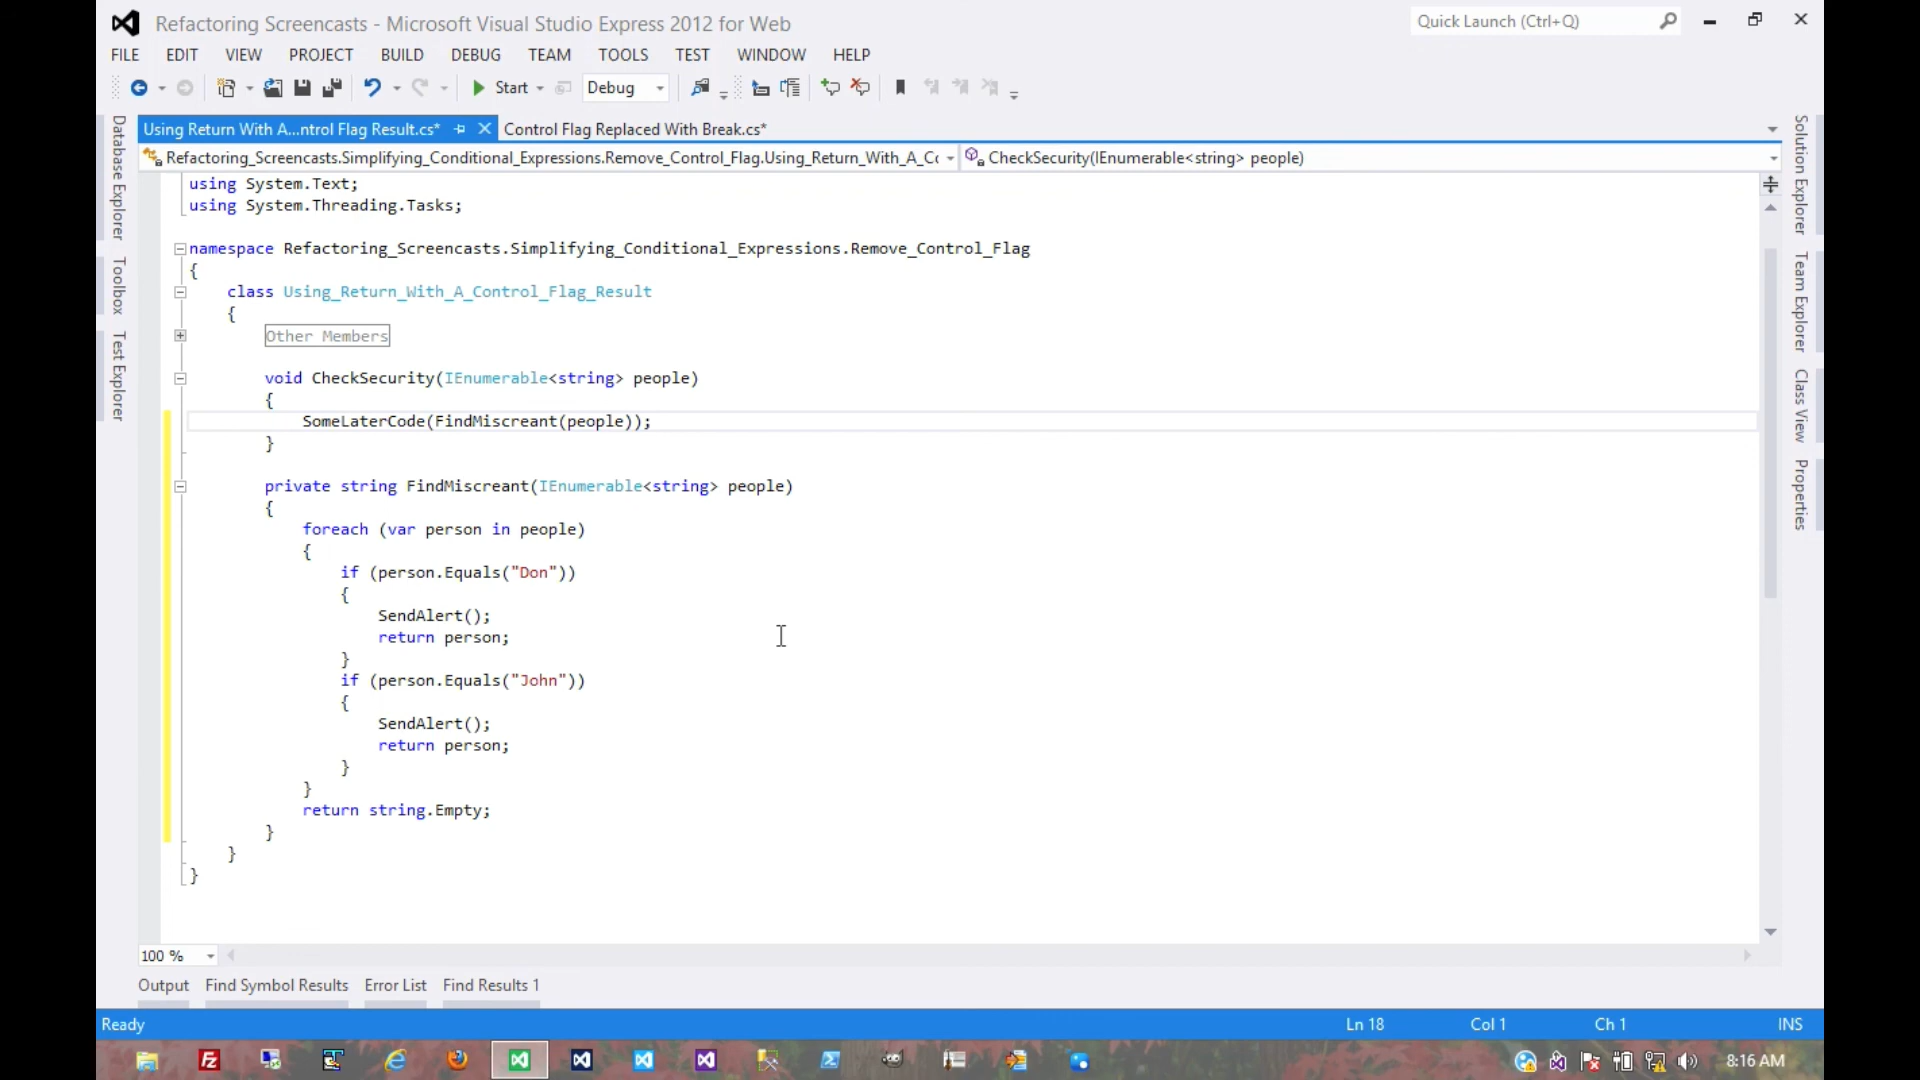 Refactoring Screencasts - Microsoft Visual Studio Express 2012 for Web
Quick Launch (Ctrl+Q)
FILE EDIT VIEW PROJECT BUILD DEBUG TEAM TOOLS TEST WINDOW HELP
Start Debug
Using Return With A...ntrol Flag Result.cs* Control Flag Replaced With Break.cs*
Refactoring_Screencasts.Simplifying_Conditional_Expressions.Remove_Control_Flag.Using_Return_With_A_Cc CheckSecurity(IEnumerable<string> people)
Database Explorer
Toolbox
Test Explorer
using System.Text;
using System.Threading.Tasks;
namespace Refactoring_Screencasts.Simplifying_Conditional_Expressions.Remove_Control_Flag
{
class Using_Return_With_A_Control_Flag_Result
{
Other Members
void CheckSecurity(IEnumerable<string> people)
{
SomeLaterCode(FindMiscreant(people));
}
private string FindMiscreant(IEnumerable<string> people)
{
foreach (var person in people)
{
if (person.Equals("Don"))
{
SendAlert();
return person;
}
if (person.Equals("John"))
{
SendAlert();
return person;
}
}
return string.Empty;
}
}
}
Solution Explorer
Team Explorer
Class View
Properties
100 %
Output Find Symbol Results Error List Find Results 1
Ready Ln 18 Col 1 Ch 1 INS
8:16 AM